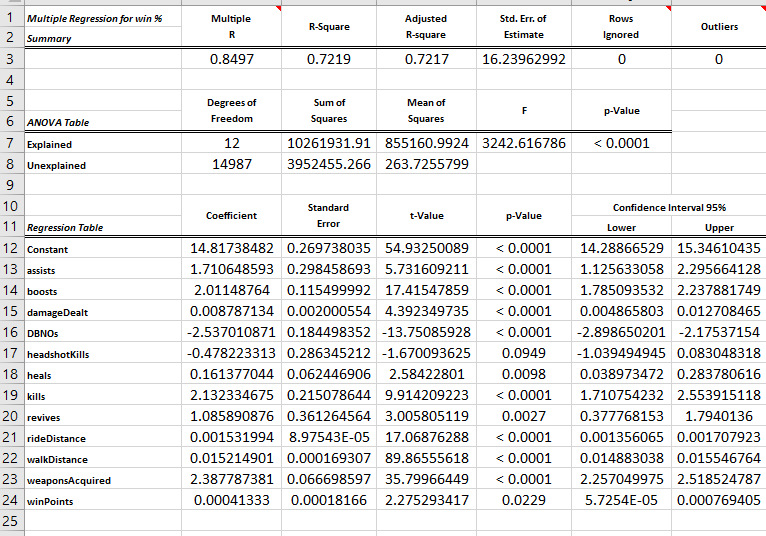 1 Multiple Regression for win % Multiple R R-Square Adjusted R-square Std. Err. of Estimate Rows Ignored Outliers
2 Summary
3 0.8497 0.7219 0.7217 16.23962992 0 0
4
5 Degrees of Freedom Sum of Squares Mean of Squares F p-Value
6 ANOVA Table
7 Explained 12 10261931.91 855160.9924 3242.616786 < 0.0001
8 Unexplained 14987 3952455.266 263.7255799
9
10 Coefficient Standard Error t-Value p-Value Confidence Interval 95%
11 Regression Table Lower Upper
12 Constant 14.81738482 0.269738035 54.93250089 < 0.0001 14.28866529 15.34610435
13 assists 1.710648593 0.298458693 5.731609211 < 0.0001 1.125633058 2.295664128
14 boosts 2.01148764 0.115499992 17.41547859 < 0.0001 1.785093532 2.237881749
15 damageDealt 0.008787134 0.002000554 4.392349735 < 0.0001 0.004865803 0.012708465
16 DBNOs -2.537010871 0.184498352 -13.75085928 < 0.0001 -2.898650201 -2.17537154
17 headshotKills -0.478223313 0.286345212 -1.670093625 0.0949 -1.039494945 0.083048318
18 heals 0.161377044 0.062446906 2.58422801 0.0098 0.038973472 0.283780616
19 kills 2.132334675 0.215078644 9.914209223 < 0.0001 1.710754232 2.553915118
20 revives 1.085890876 0.361264564 3.005805119 0.0027 0.377768153 1.7940136
21 rideDistance 0.001531994 8.97543E-05 17.06876288 < 0.0001 0.001356065 0.001707923
22 walkDistance 0.015214901 0.000169307 89.86555618 < 0.0001 0.014883038 0.015546764
23 weaponsAcquired 2.387787381 0.066698597 35.79966449 < 0.0001 2.257049975 2.518524787
24 winPoints 0.00041333 0.00018166 2.275293417 0.0229 5.7254E-05 0.000769405
25